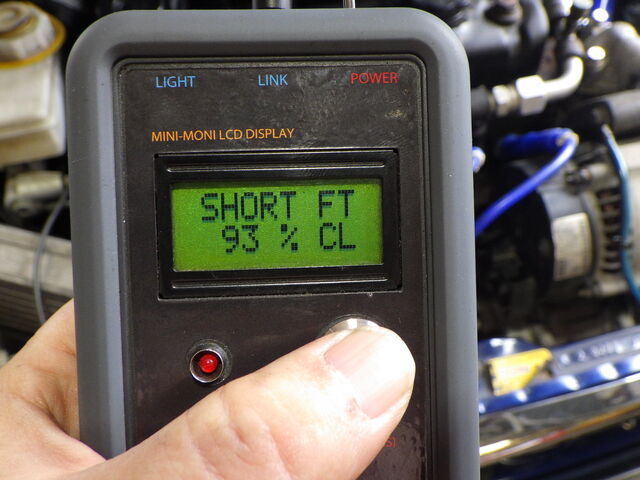 LIGHT LINK POWER
MINI-MONI LCD DISPLAY
SHORT FT
93 % CL